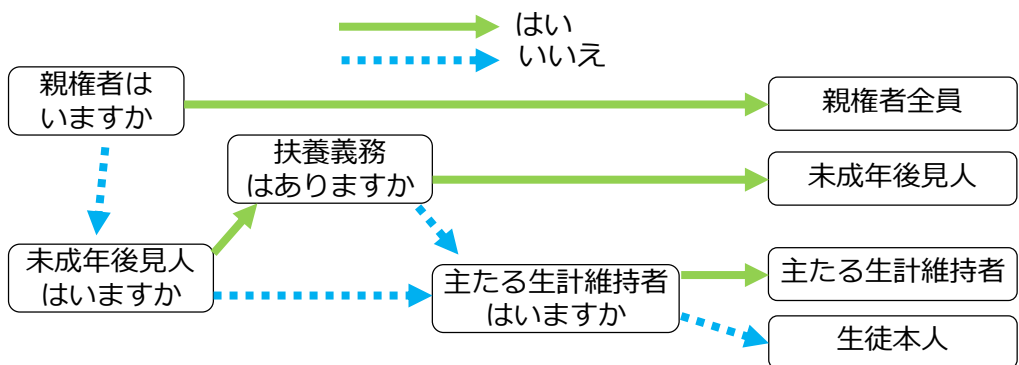 はい
いいえ
親権者は
いますか
親権者全員
扶養義務
はありますか
未成年後見人
未成年後見人
はいますか
主たる生計維持者
はいますか
主たる生計維持者
生徒本人